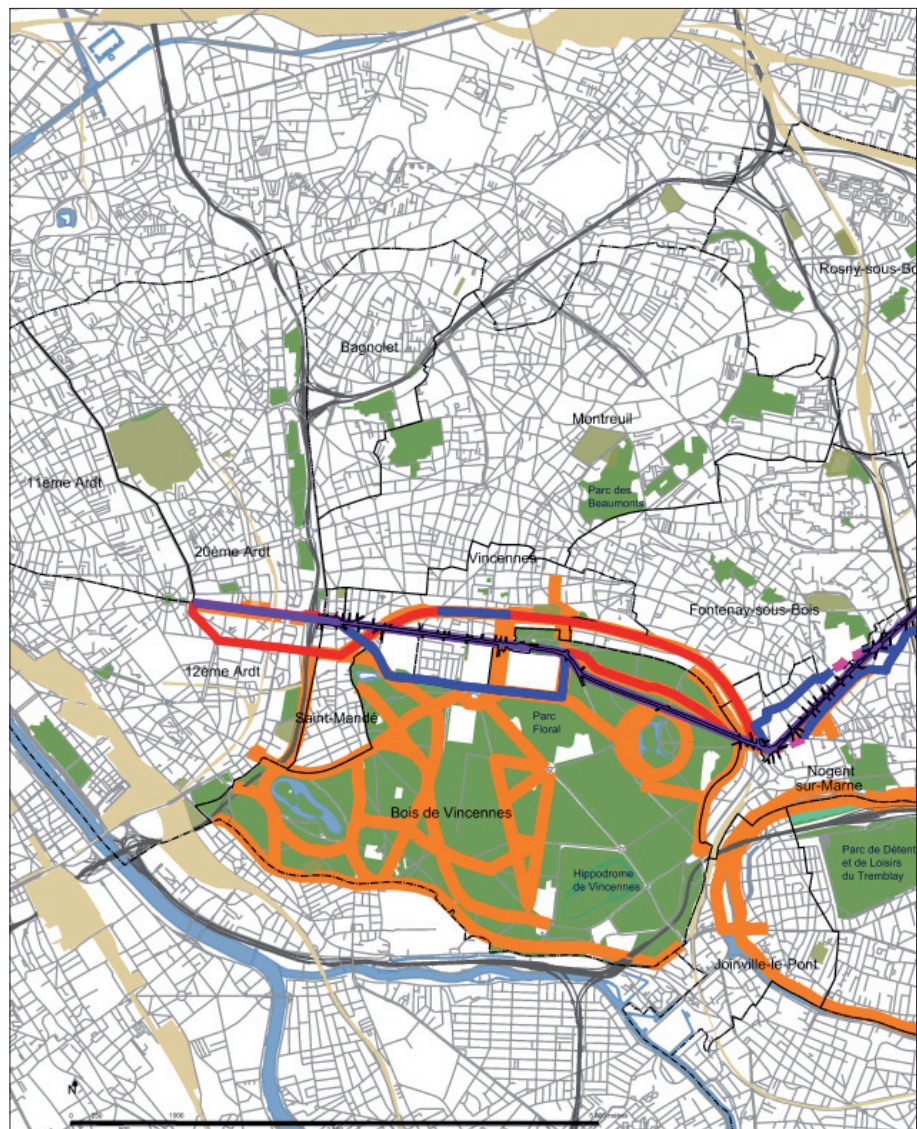 Rosny-sous-Bo
Bagnolet
Montreuil
11ème Ardt
Parc des
Beaumonts
20ème Ardt
Vincennes
Fontenay-sous-Bois
12ème Ardt
Saint-Mandé
Parc
Floral
Nogent
sur-Marne
Bois de Vincennes
Parc de Détent
et de Loisirs
du Tremblay
Hippodrome
de Vincennes
Joinville-le-Pont
N
0 250 1000